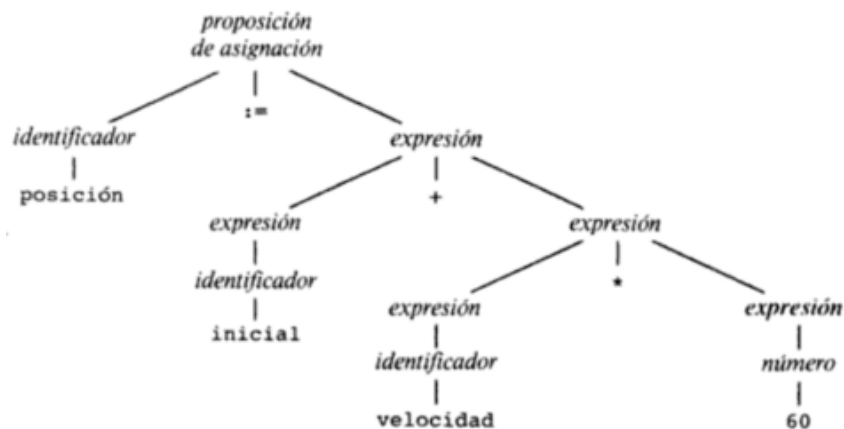 proposición
de asignación
:=
identificador
expresión
posición
+
expresión
expresión
identificador
*
expresión
expresión
inicial
identificador
número
velocidad
60